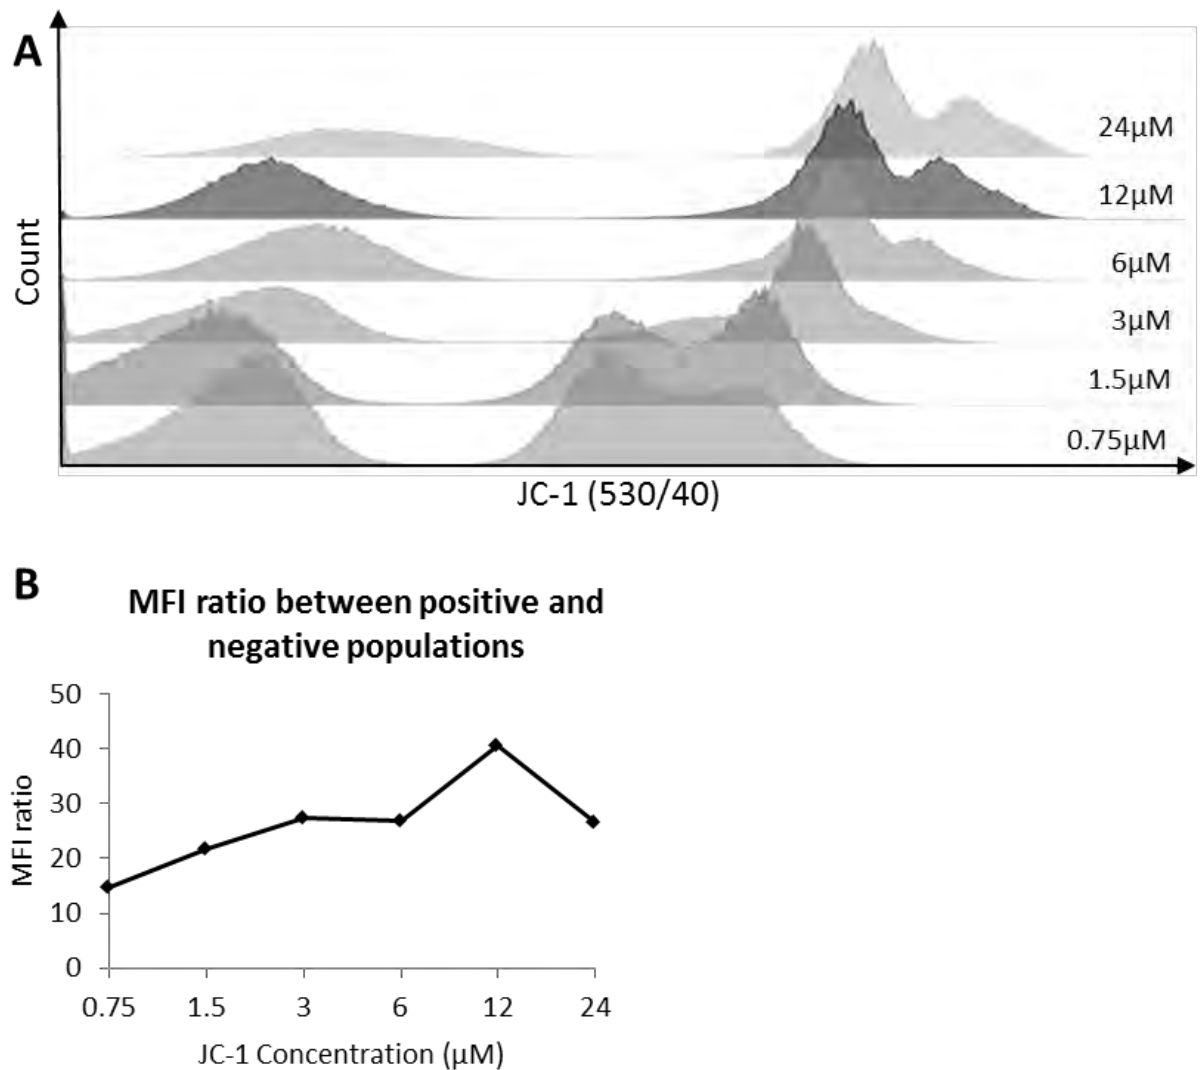 A
24μM
12μM
6μM
3μM
1.5μM
0.75μM
Count
JC-1 (530/40)
B
MFI ratio between positive and
negative populations
50
40
30
20
10
0
MFI ratio
0.75 1.5 3 6 12 24
JC-1 Concentration (μM)